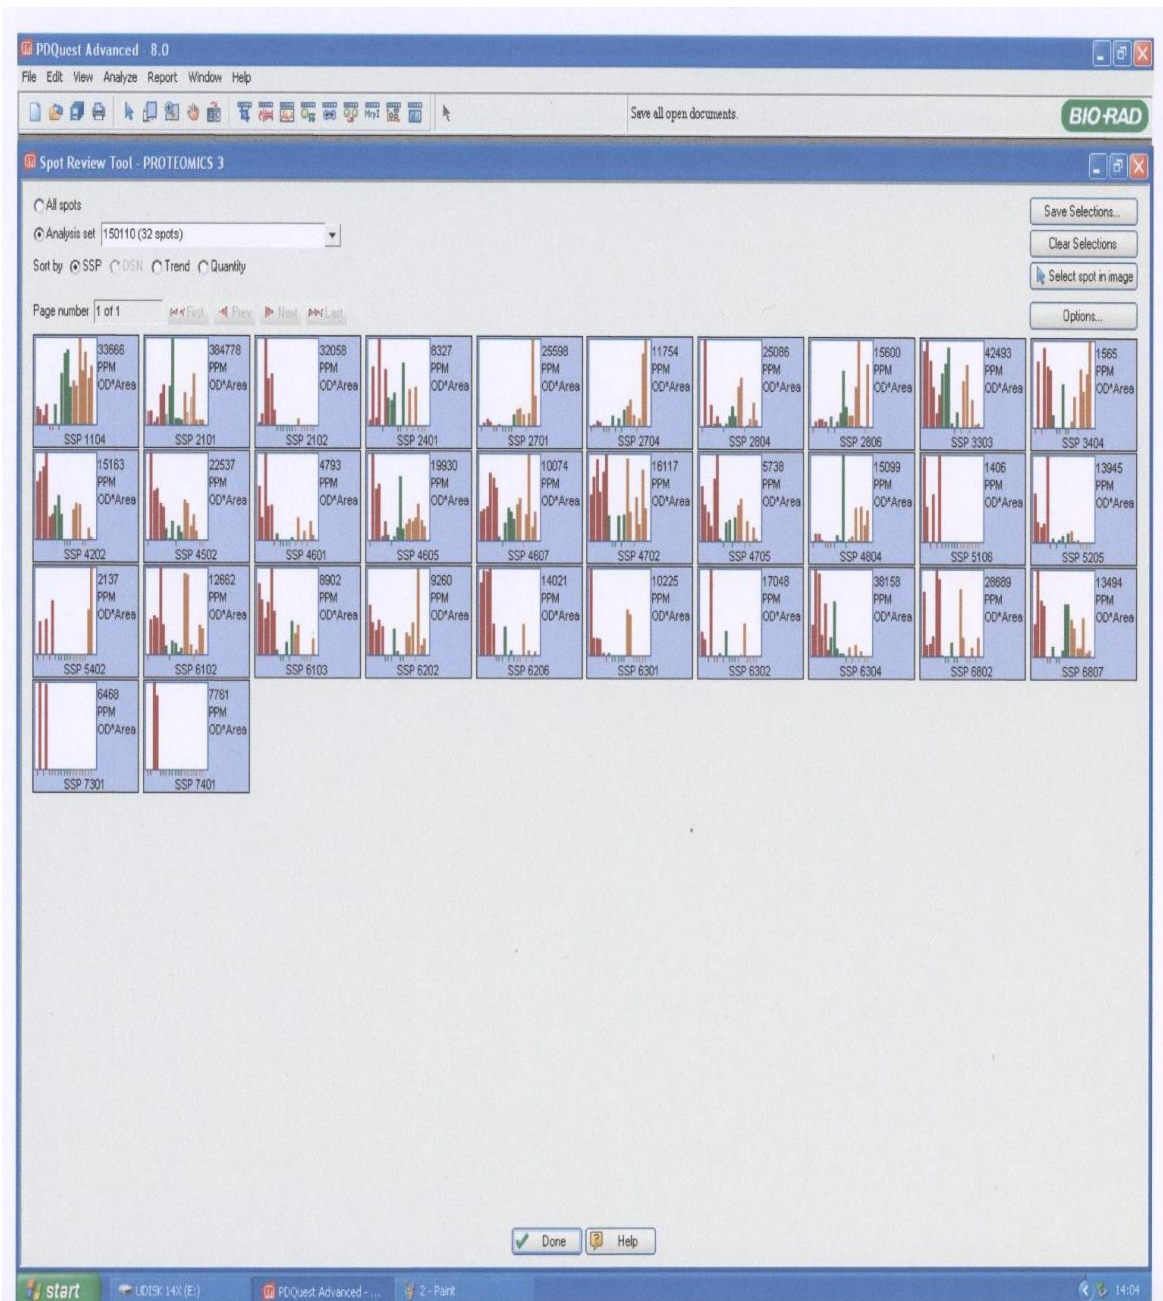 PDQuest Advanced - 8.0
File Edit View Analyze Report Window Help
Save all open documents.
BIO-RAD
Spot Review Tool - PROTEOMICS 3
All spots
Save Selections...
Analysis set 150110 (32 spots)
Clear Selections
Sort by SSP DSN Trend Quantity
Select spot in image
Page number 1 of 1 First Prev Next Last
Options...
33666 PPM OD*Area SSP 1104
384778 PPM OD*Area SSP 2101
32058 PPM OD*Area SSP 2102
8327 PPM OD*Area SSP 2401
25598 PPM OD*Area SSP 2701
11754 PPM OD*Area SSP 2704
25086 PPM OD*Area SSP 2804
15600 PPM OD*Area SSP 2806
42493 PPM OD*Area SSP 3303
1565 PPM OD*Area SSP 3404
15163 PPM OD*Area SSP 4202
22537 PPM OD*Area SSP 4502
4793 PPM OD*Area SSP 4601
19930 PPM OD*Area SSP 4605
10074 PPM OD*Area SSP 4607
16117 PPM OD*Area SSP 4702
5738 PPM OD*Area SSP 4705
15099 PPM OD*Area SSP 4804
1406 PPM OD*Area SSP 5106
13945 PPM OD*Area SSP 5205
2137 PPM OD*Area SSP 5402
12662 PPM OD*Area SSP 6102
8902 PPM OD*Area SSP 6103
9260 PPM OD*Area SSP 6202
14021 PPM OD*Area SSP 6206
10225 PPM OD*Area SSP 6301
17048 PPM OD*Area SSP 6302
38158 PPM OD*Area SSP 6304
28689 PPM OD*Area SSP 6602
13494 PPM OD*Area SSP 6807
6468 PPM OD*Area SSP 7301
7761 PPM OD*Area SSP 7401
Done Help
start UDISK 14X (E:) PDQuest Advanced - ... 2 - Paint 14:04